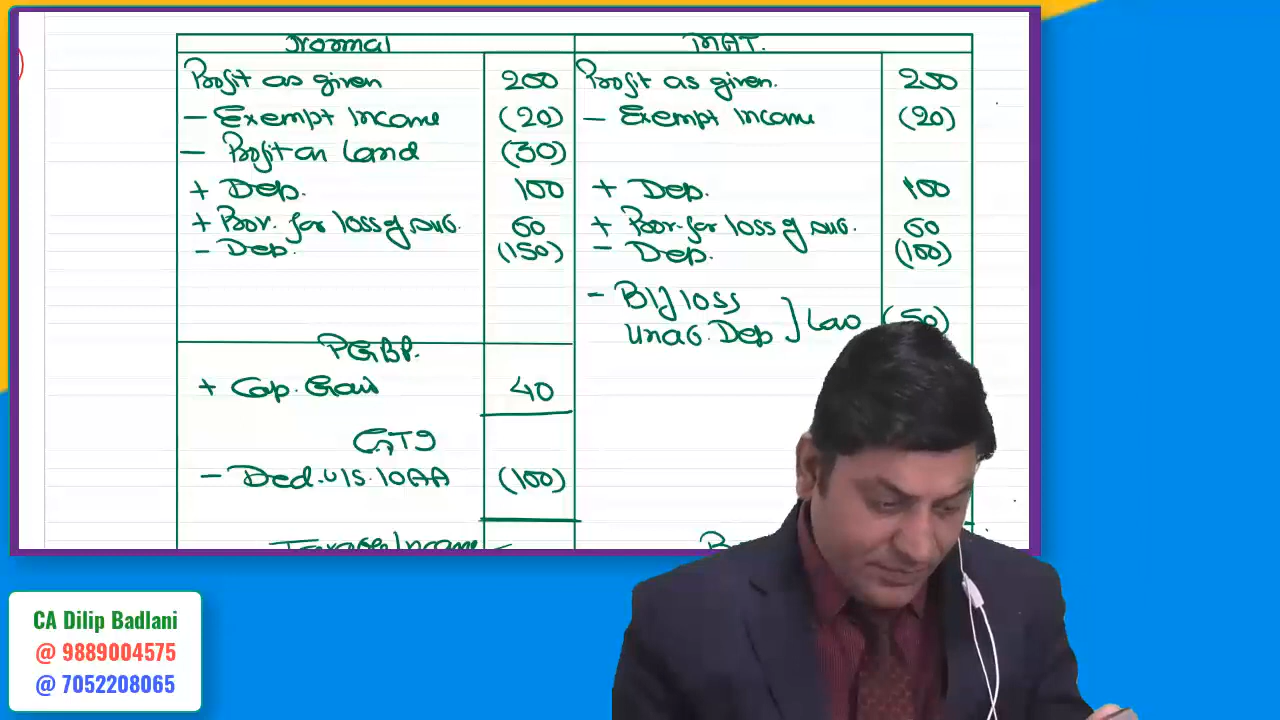 Normal
MAT.
Profit as given 200
Profit as given. 200
- Exempt Income (20)
- Exempt Income (20)
- Profit on Land (30)
+ Dep. 100
+ Dep. 100
+ Prov. for loss of sub. 60
+ Prov. for loss of sub. 60
- Dep. (150)
- Dep. (100)
- B/f loss
Unab. Dep (50)
PGBP.
+ Cap. Gain 40
GTI
- Ded. u/s. 10AA (100)
Income
CA Dilip Badlani
@ 9889004575
@ 7052208065